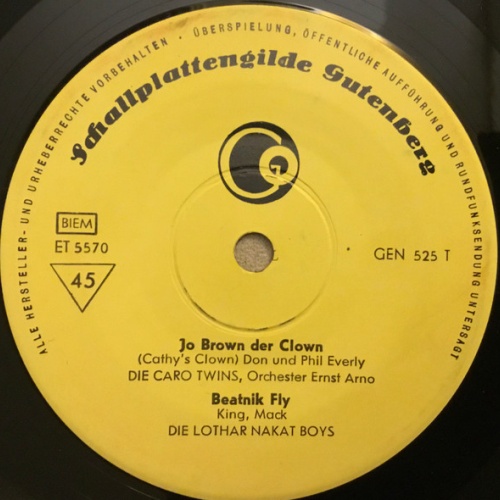 ALLE HERSTELLER- UND URHEBERRECHTE VORBEHALTEN · ÜBERSPIELUNG, ÖFFENTLICHE AUFFÜHRUNG UND RUNDFUNKSENDUNG UNTERSAGT
Schallplattengilde Gutenberg
BIEM
ET 5570
GEN 525 T
45
Jo Brown der Clown
(Cathy's Clown) Don und Phil Everly
DIE CARO TWINS, Orchester Ernst Arno
Beatnik Fly
King, Mack
DIE LOTHAR NAKAT BOYS